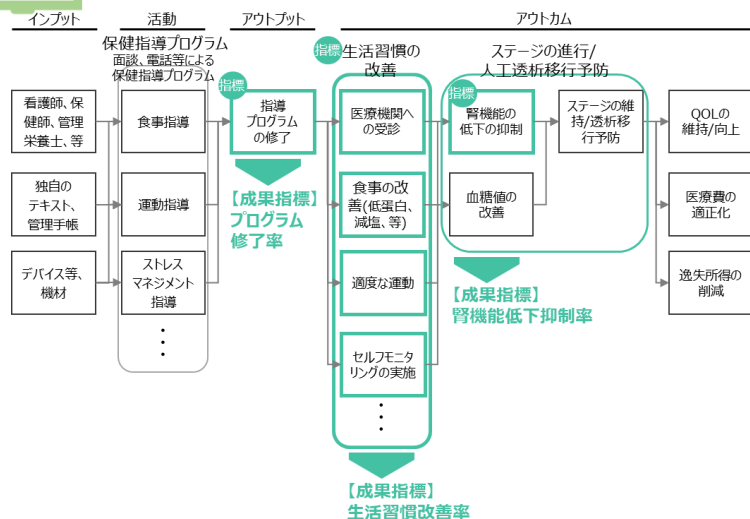 インプット
活動
アウトプット
アウトカム
保健指導プログラム
面談、電話等による
保健指導プログラム
看護師、保
健師、管理
栄養士、等
独自の
テキスト、
管理手帳
デバイス等、
機材
食事指導
運動指導
ストレス
マネジメント
指導
・
・
・
指標
指導
プログラム
の修了
【成果指標】
プログラム
修了率
指標
生活習慣の
改善
医療機関へ
の受診
食事の改
善(低蛋白、
減塩、等)
適度な運動
セルフモニタ
リングの実施
・
・
・
【成果指標】
生活習慣改善率
ステージの進行/
人工透析移行予防
指標
腎機能の
低下の抑制
血糖値の
改善
ステージの維
持/透析移
行予防
【成果指標】
腎機能低下抑制率
QOLの
維持/向上
医療費の
適正化
逸失所得の
削減